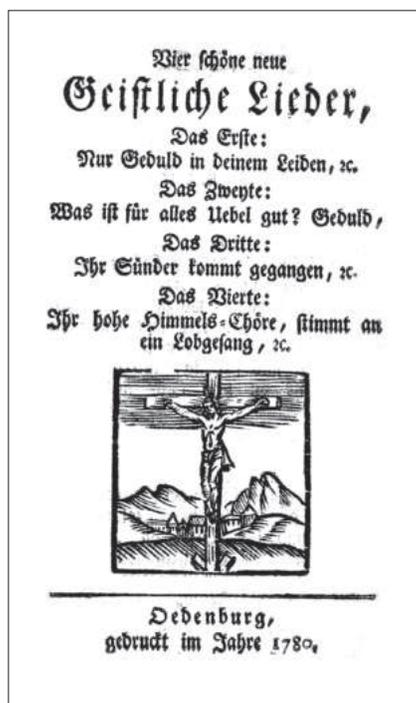 Vier schöne neue
Geistliche Lieder,
Das Erste:
Nur Geduld in deinem Leiden, ꝛc.
Das Zweyte:
Was ist für alles Uebel gut? Geduld,
Das Dritte:
Ihr Sünder kommt gegangen, ꝛc.
Das Vierte:
Ihr hohe Himmels=Chöre, stimmt an
ein Lobgesang, ꝛc.
Oedenburg,
gedruckt im Jahre 1780.